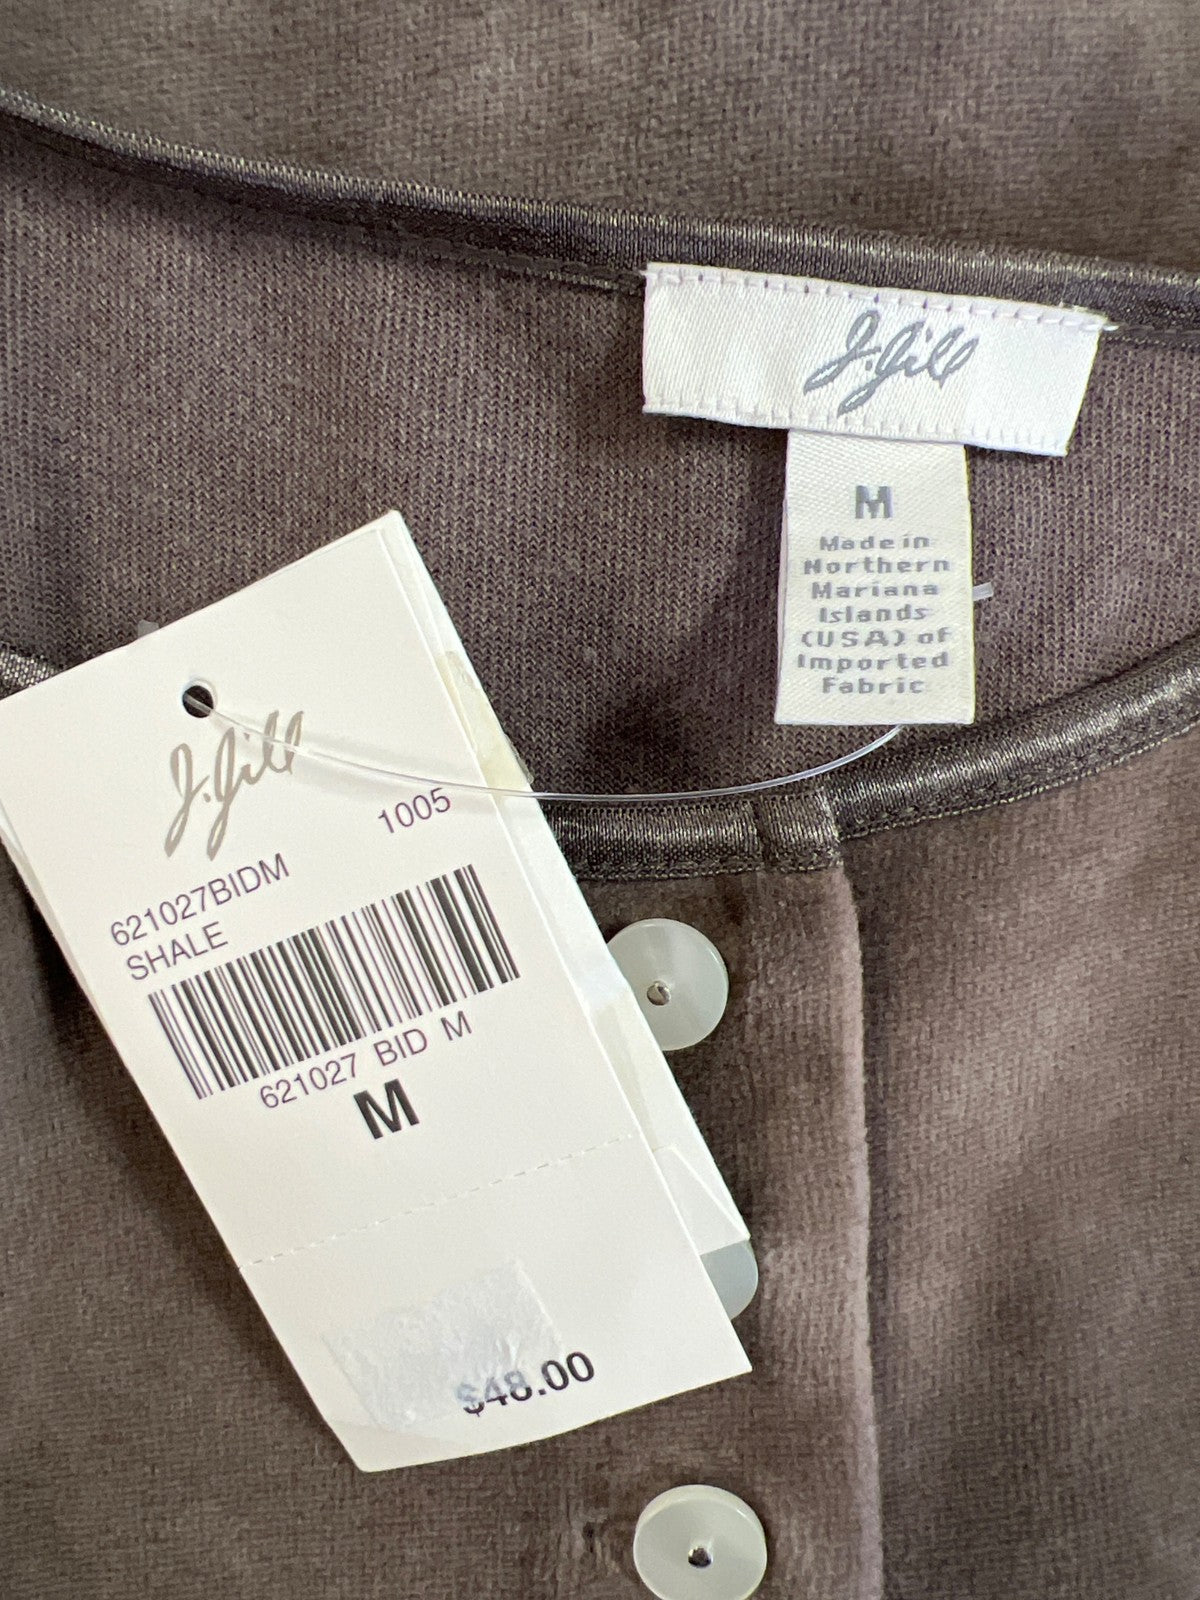 J.Jill
M
Made in
Northern
Mariana
Islands
(USA) of
Imported
Fabric
J.Jill
1005
621027BIDM
SHALE
621027 BID M
M
$48.00